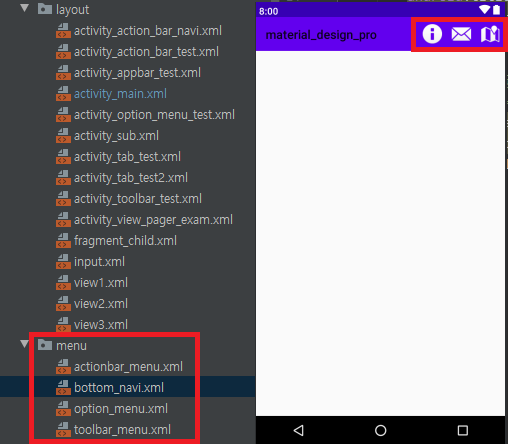 layout
activity_action_bar_navi.xml
activity_action_bar_test.xml
activity_appbar_test.xml
activity_main.xml
activity_option_menu_test.xml
activity_sub.xml
activity_tab_test.xml
activity_tab_test2.xml
activity_toolbar_test.xml
activity_view_pager_exam.xml
fragment_child.xml
input.xml
view1.xml
view2.xml
view3.xml
menu
actionbar_menu.xml
bottom_navi.xml
option_menu.xml
toolbar_menu.xml
8:00
material_design_pro